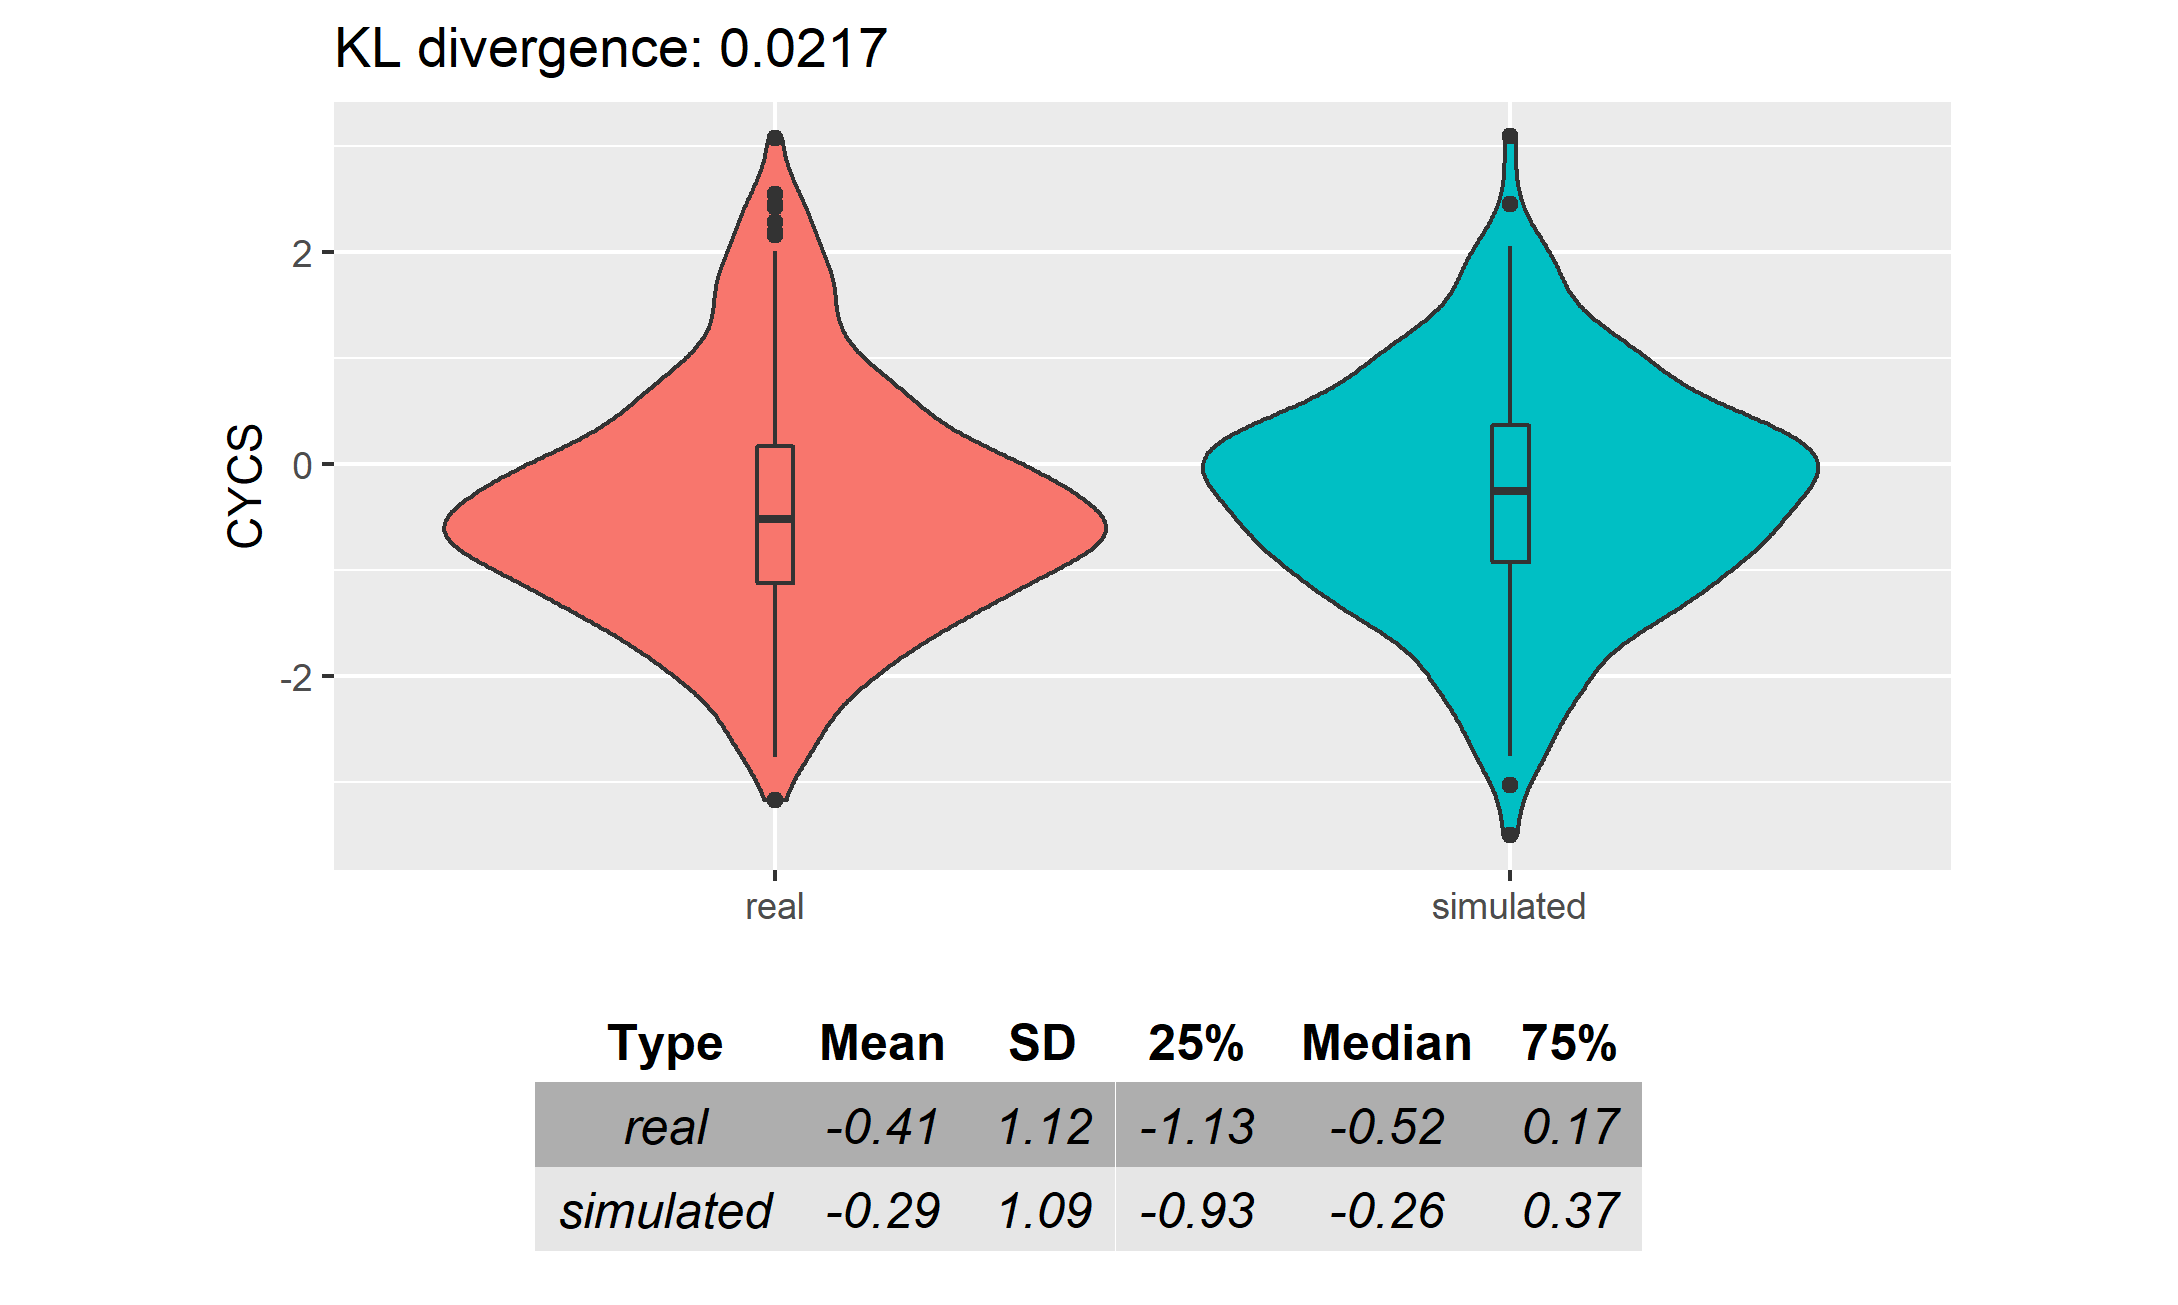 KL divergence: 0.0217
CYCS
2
0
-2
real simulated
Type Mean SD 25% Median 75%
real -0.41 1.12 -1.13 -0.52 0.17
simulated -0.29 1.09 -0.93 -0.26 0.37